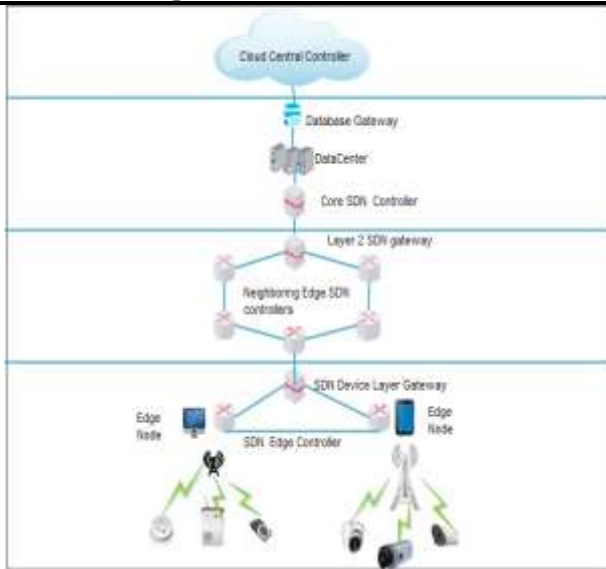 Cloud Central Controller
Database Gateway
DataCenter
Core SDN Controller
Layer 2 SDN gateway
Neighboring Edge SDN
controllers
SDN Device Layer Gateway
Edge
Node
Edge
Node
SDN Edge Controller